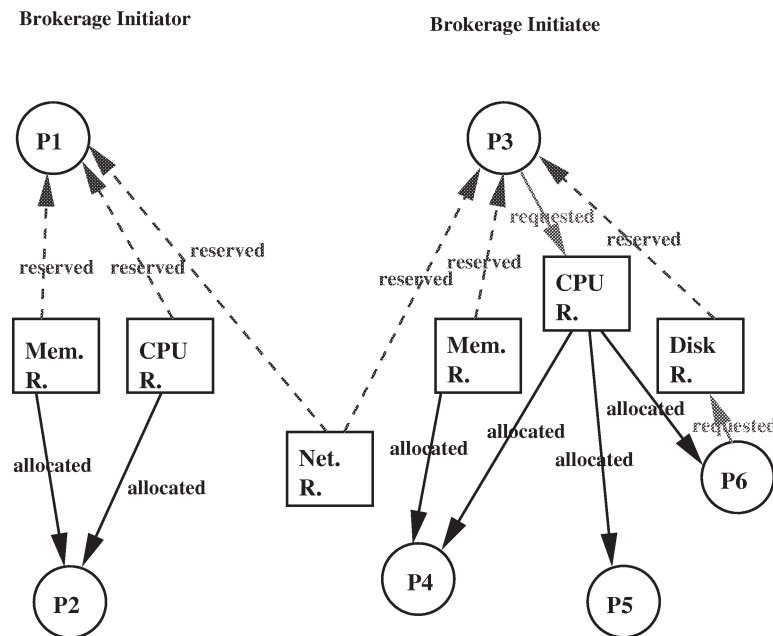 Brokerage Initiator
Brokerage Initiatee
P1
P3
requested
reserved
reserved
reserved
reserved
reserved
reserved
CPU
R.
Mem.
R.
CPU
R.
Mem.
R.
Disk
R.
allocated
requested
allocated
allocated
allocated
allocated
allocated
Net.
R.
P6
P4
P2
P5